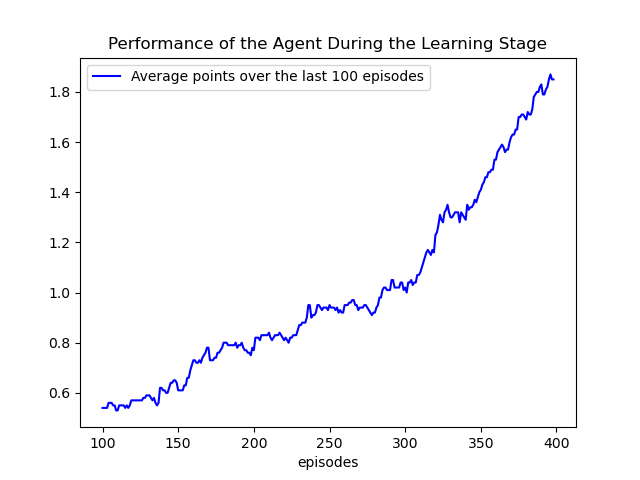 Performance of the Agent During the Learning Stage
Average points over the last 100 episodes
1.8
1.6
1.4
1.2
1.0
0.8
0.6
100 150 200 250 300 350 400
episodes